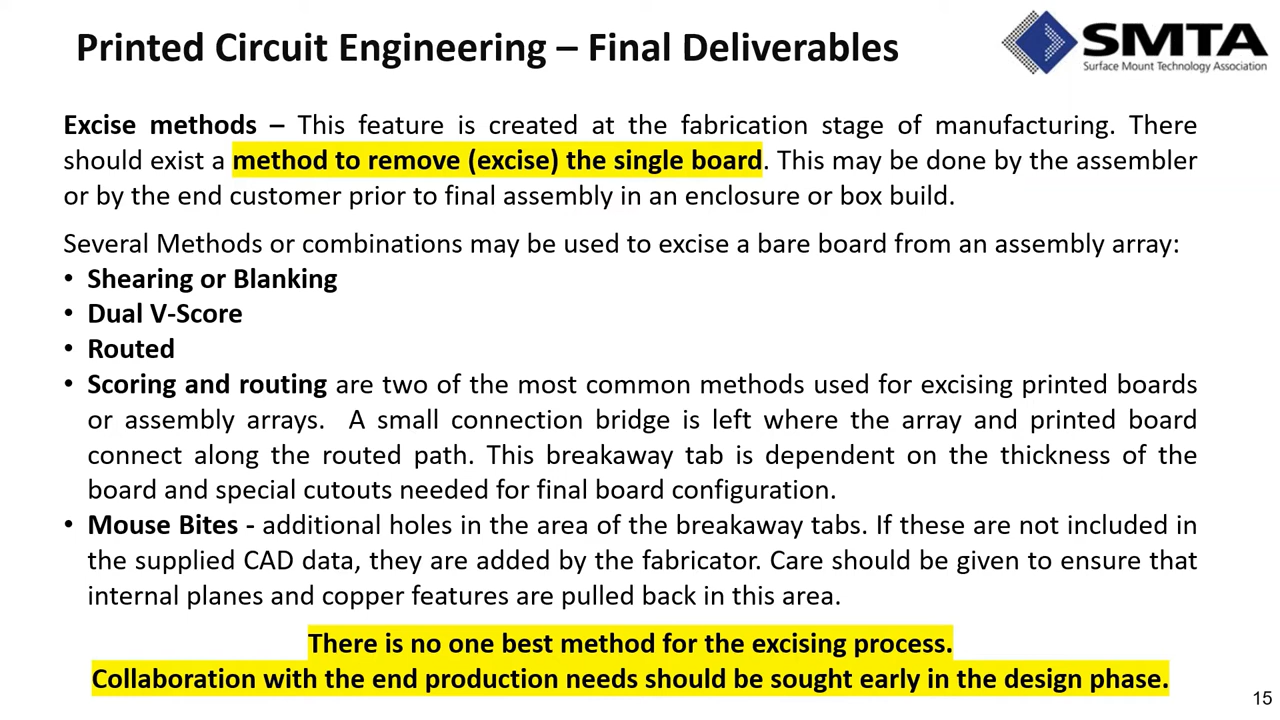 Printed Circuit Engineering – Final Deliverables
SMTA
Surface Mount Technology Association
Excise methods – This feature is created at the fabrication stage of manufacturing. There
should exist a method to remove (excise) the single board. This may be done by the assembler
or by the end customer prior to final assembly in an enclosure or box build.
Several Methods or combinations may be used to excise a bare board from an assembly array:
• Shearing or Blanking
• Dual V-Score
• Routed
• Scoring and routing are two of the most common methods used for excising printed boards
or assembly arrays. A small connection bridge is left where the array and printed board
connect along the routed path. This breakaway tab is dependent on the thickness of the
board and special cutouts needed for final board configuration.
• Mouse Bites - additional holes in the area of the breakaway tabs. If these are not included in
the supplied CAD data, they are added by the fabricator. Care should be given to ensure that
internal planes and copper features are pulled back in this area.
There is no one best method for the excising process.
Collaboration with the end production needs should be sought early in the design phase.
15